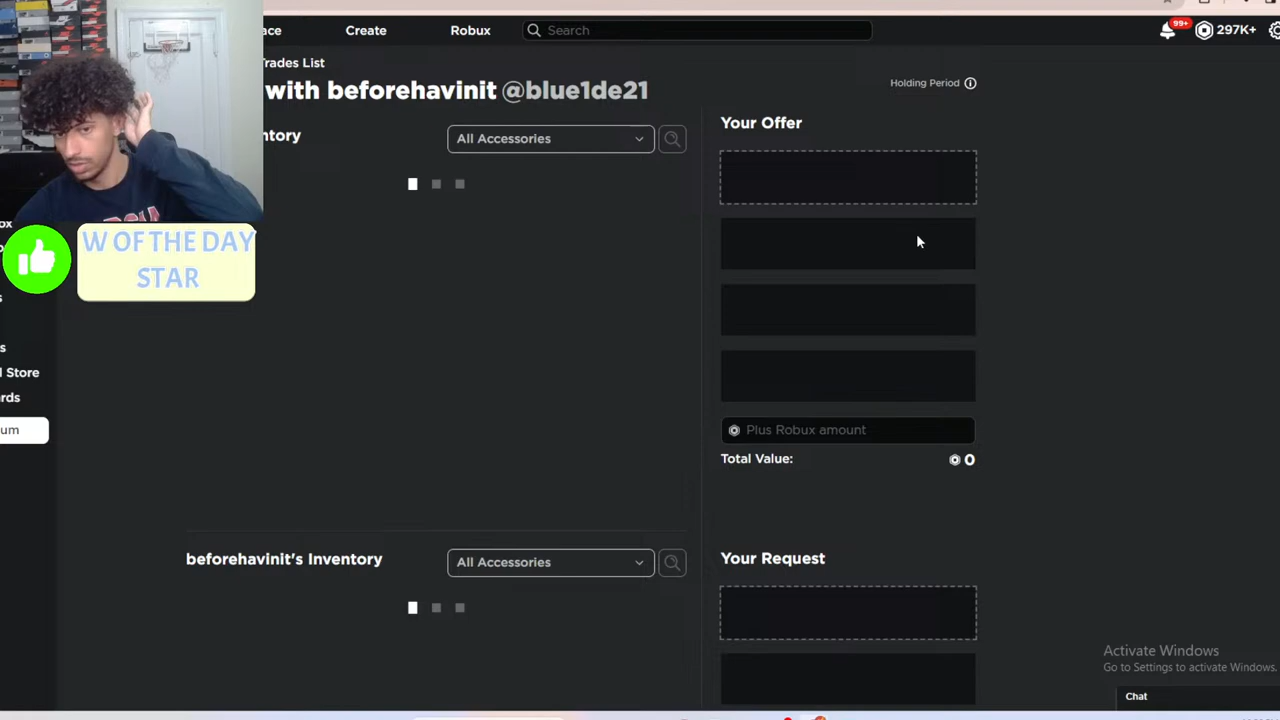 ace
Create
Robux
Search
99+
297K+
Trades List
with beforehavinit @blue1de21
Holding Period
ntory
All Accessories
Your Offer
W OF THE DAY
STAR
ox
s
s
l Store
rds
um
Plus Robux amount
Total Value:
0
beforehavinit's Inventory
All Accessories
Your Request
Activate Windows
Go to Settings to activate Windows.
Chat